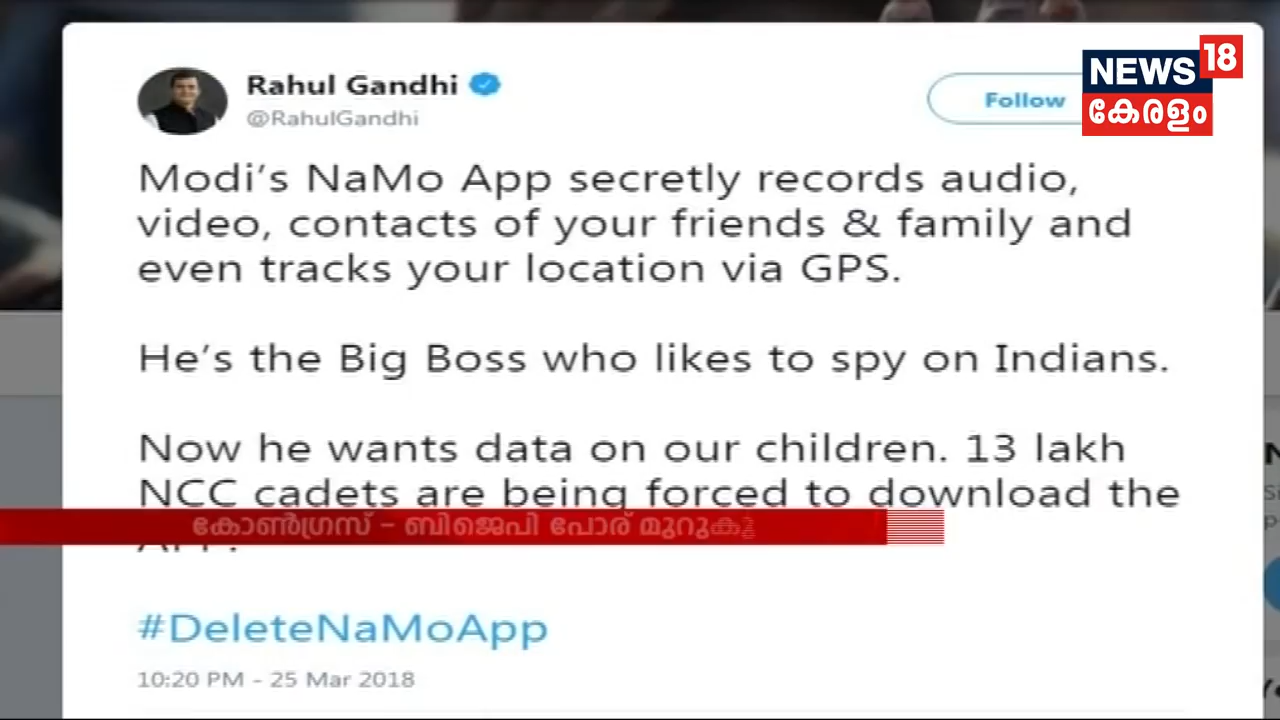 NEWS 18
കേരളം
Rahul Gandhi
@RahulGandhi
Follow
Modi's NaMo App secretly records audio,
video, contacts of your friends & family and
even tracks your location via GPS.
He's the Big Boss who likes to spy on Indians.
Now he wants data on our children. 13 lakh
NCC cadets are being forced to download the
കോൺഗ്രസ് – ബിജെപി പോര്
#DeleteNaMoApp
10:20 PM - 25 Mar 2018